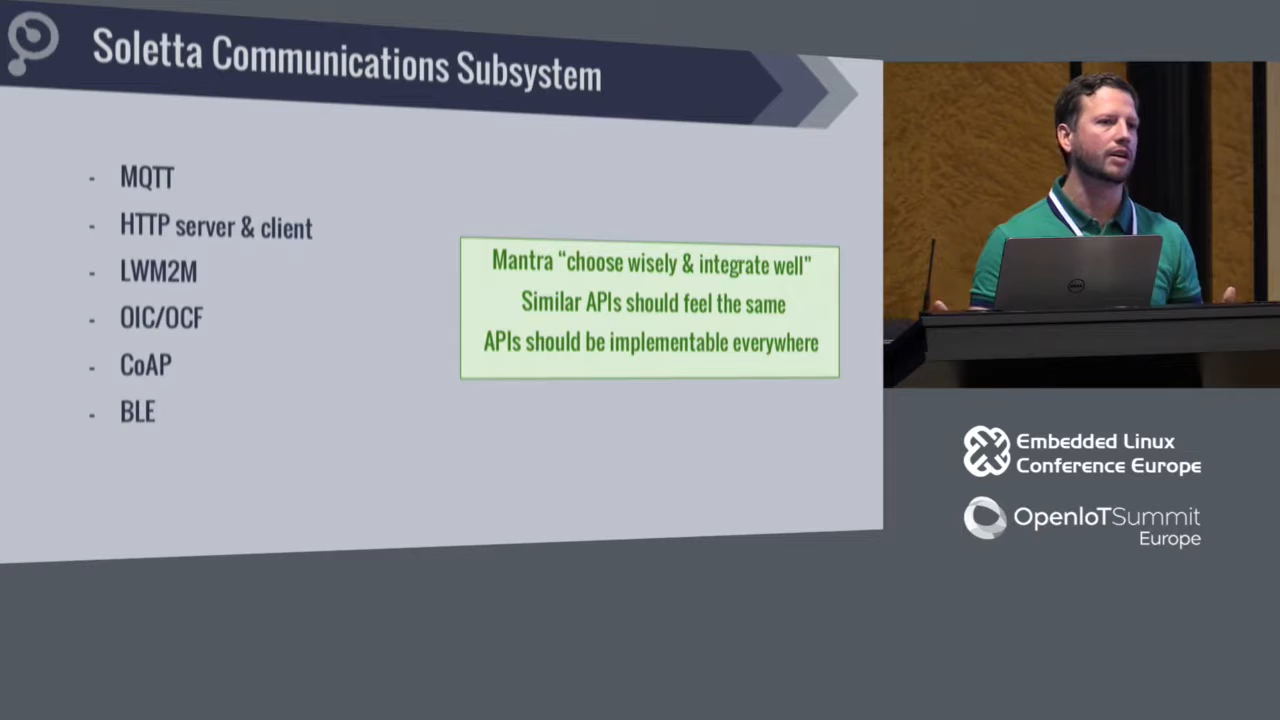 Soletta Communications Subsystem
- MQTT
- HTTP server & client
- LWM2M
- OIC/OCF
- CoAP
- BLE
Mantra “choose wisely & integrate well”
Similar APIs should feel the same
APIs should be implementable everywhere
DELL
Embedded Linux
Conference Europe
OpenIoTSummit
Europe